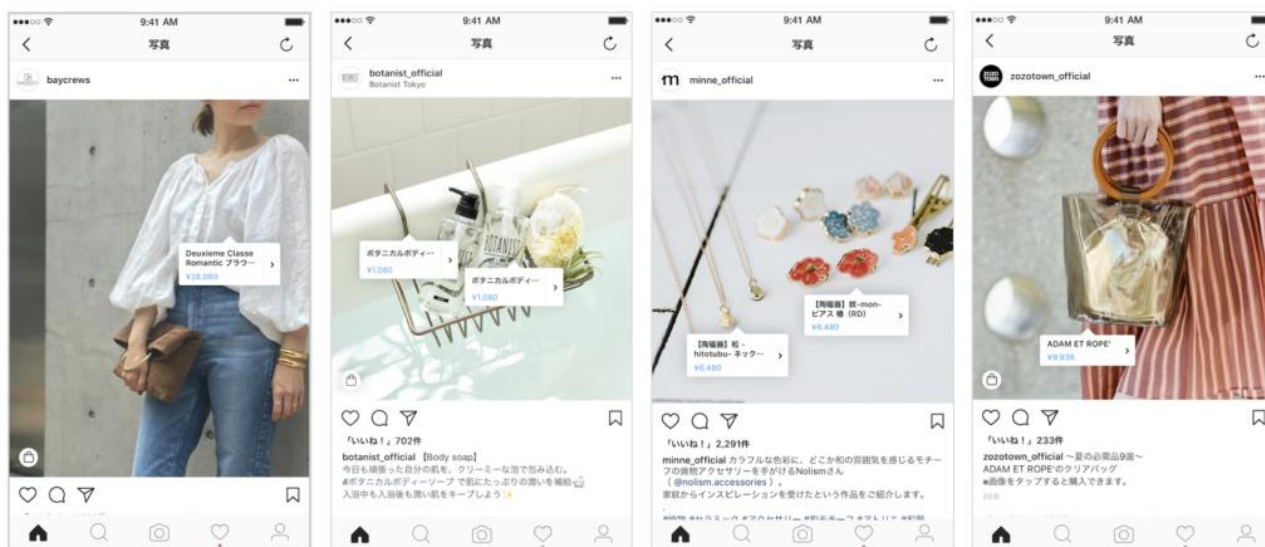 9:41 AM
写真
baycrews
Deuxieme Classe
Romantic ブラウ…
¥28,080
9:41 AM
写真
botanist_official
Botanist Tokyo
BOTANIST
ボタニカルボディ…
¥1,080
ボタニカルボディー…
¥1,080
「いいね！」702件
botanist_official 【Body soap】
今日も頑張った自分の肌を、クリーミーな泡で包み込む。
#ボタニカルボディーソープ で肌にたっぷりの潤いを補給🛁
入浴中も入浴後も潤い肌をキープしよう✨
9:41 AM
写真
m
minne_official
【陶磁器】紋-mon-
ピアス 椿（RD）
¥6,480
【陶磁器】粒 -
hitotubu- ネック…
¥6,480
「いいね！」2,291件
minne_official カラフルな色彩に、どこか和の雰囲気を感じるモチー
フの焼物アクセサリーを手がけるNolismさん
（ @nolism.accessories ）。
家紋からインスピレーションを受けたという作品をご紹介します。
.
9:41 AM
写真
ZOZO
TOWN
zozotown_official
ADAM ET ROPE'
¥9,936
「いいね！」233件
zozotown_official 〜夏の必需品9選〜
ADAM ET ROPE'のクリアバッグ
●画像をタップすると購入できます。